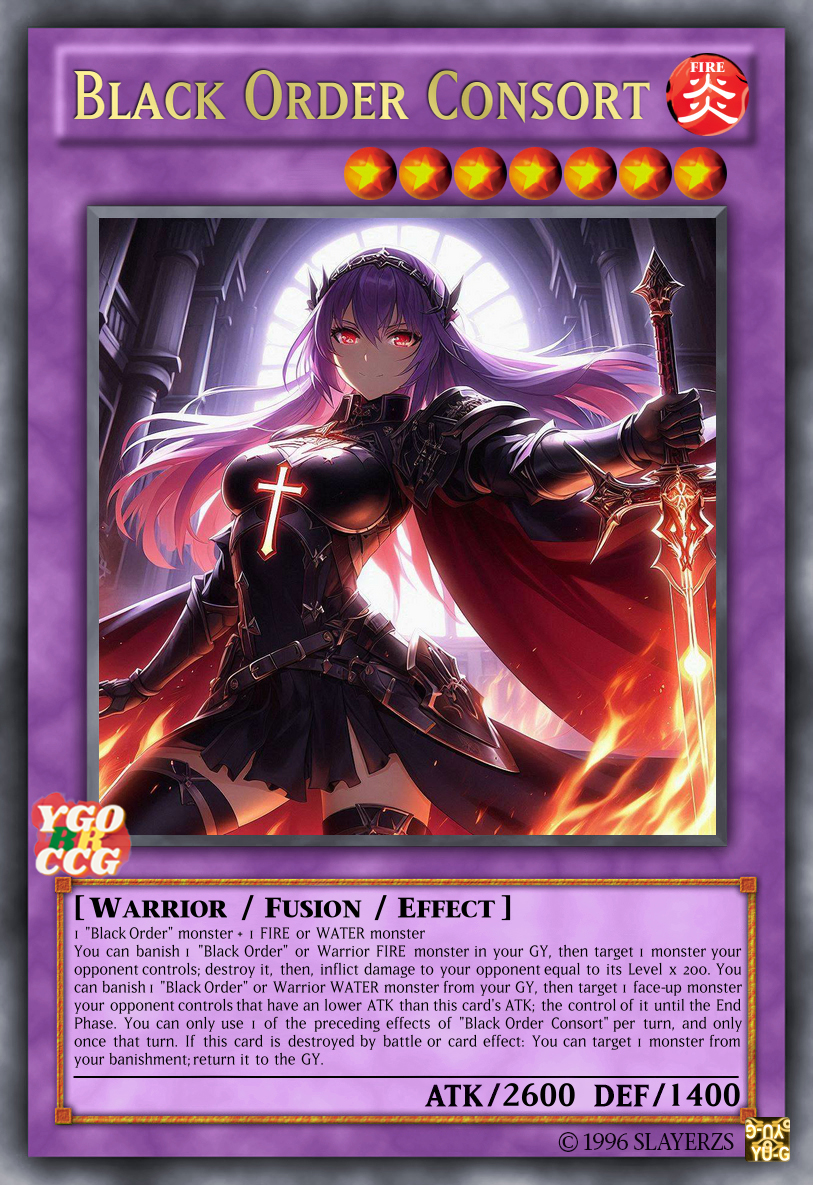 Black Order Consort
FIRE
炎
YGO
RR
CCG
[ Warrior / Fusion / Effect ]
1 "Black Order" monster + 1 FIRE or WATER monster
You can banish 1 "Black Order" or Warrior FIRE monster in your GY, then target 1 monster your
opponent controls; destroy it, then, inflict damage to your opponent equal to its Level x 200. You
can banish 1 "Black Order" or Warrior WATER monster from your GY, then target 1 face-up monster
your opponent controls that have an lower ATK than this card's ATK; the control of it until the End
Phase. You can only use 1 of the preceding effects of "Black Order Consort" per turn, and only
once that turn. If this card is destroyed by battle or card effect: You can target 1 monster from
your banishment; return it to the GY.
ATK/2600 DEF/1400
© 1996 SLAYERZS